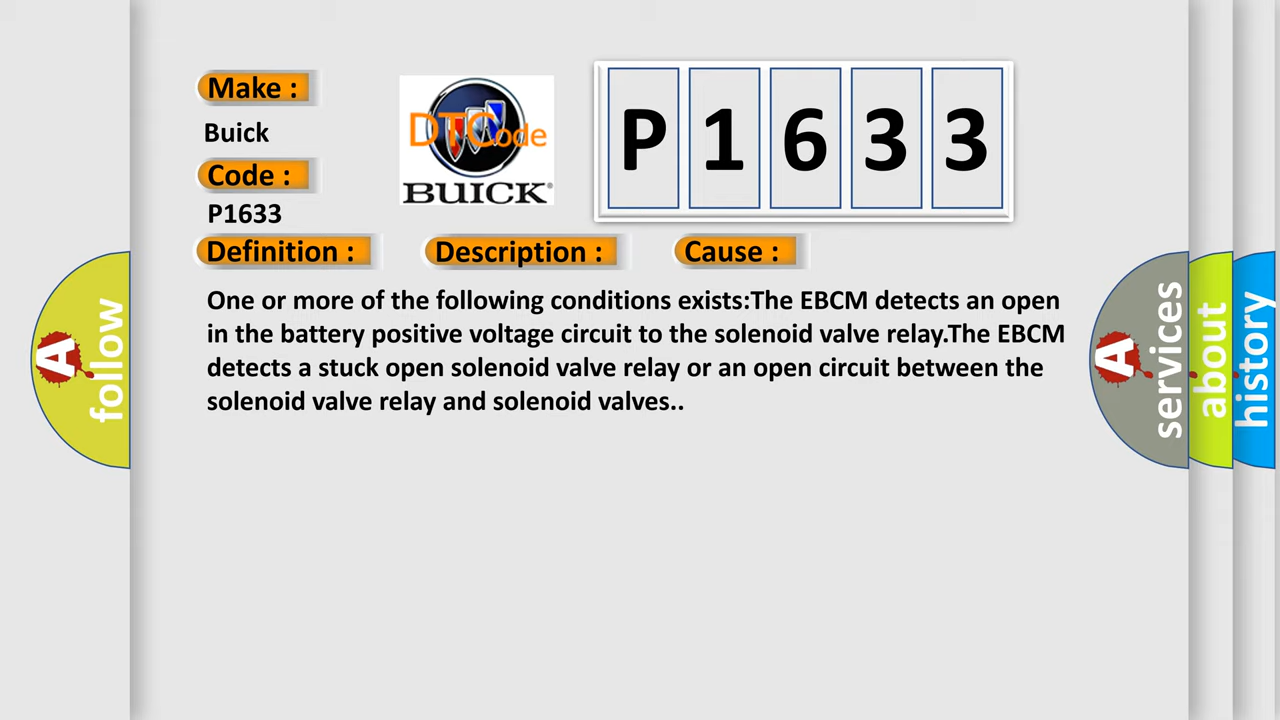 Make :
Buick
Code :
P1633
DTCode
BUICK
P 1 6 3 3
Definition :
Description :
Cause :
One or more of the following conditions exists:The EBCM detects an open
in the battery positive voltage circuit to the solenoid valve relay.The EBCM
detects a stuck open solenoid valve relay or an open circuit between the
solenoid valve relay and solenoid valves..
A follow
A services
about
history